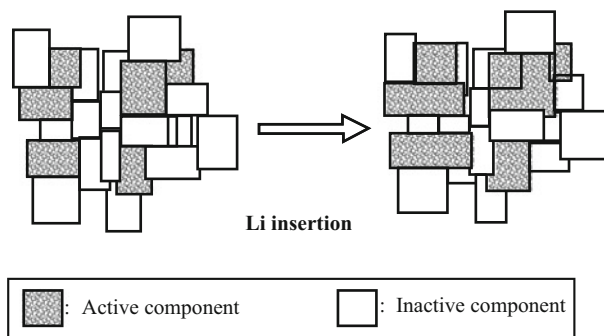 Li insertion
: Active component
: Inactive component